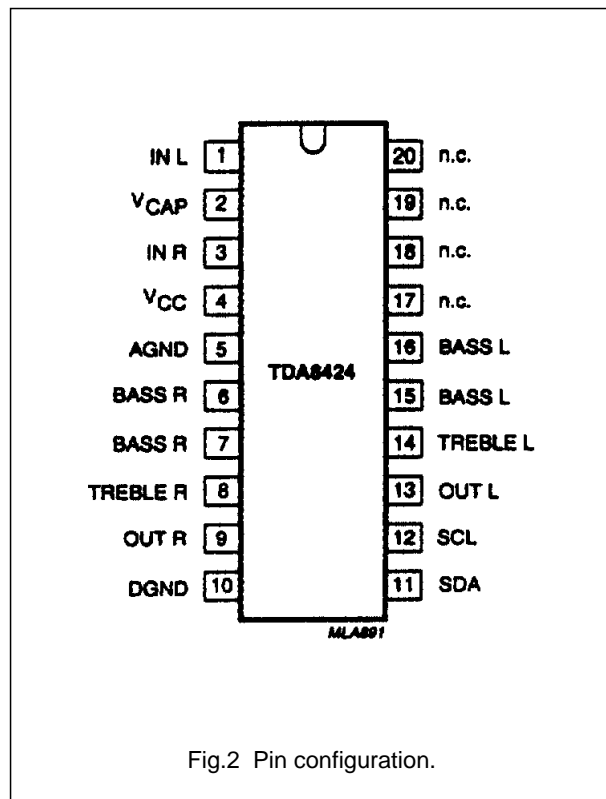 IN L 1 20 n.c.
VCAP 2 19 n.c.
IN R 3 18 n.c.
VCC 4 17 n.c.
AGND 5 16 BASS L
TDA8424
BASS R 6 15 BASS L
BASS R 7 14 TREBLE L
TREBLE R 8 13 OUT L
OUT R 9 12 SCL
DGND 10 11 SDA
MLA891
Fig.2 Pin configuration.